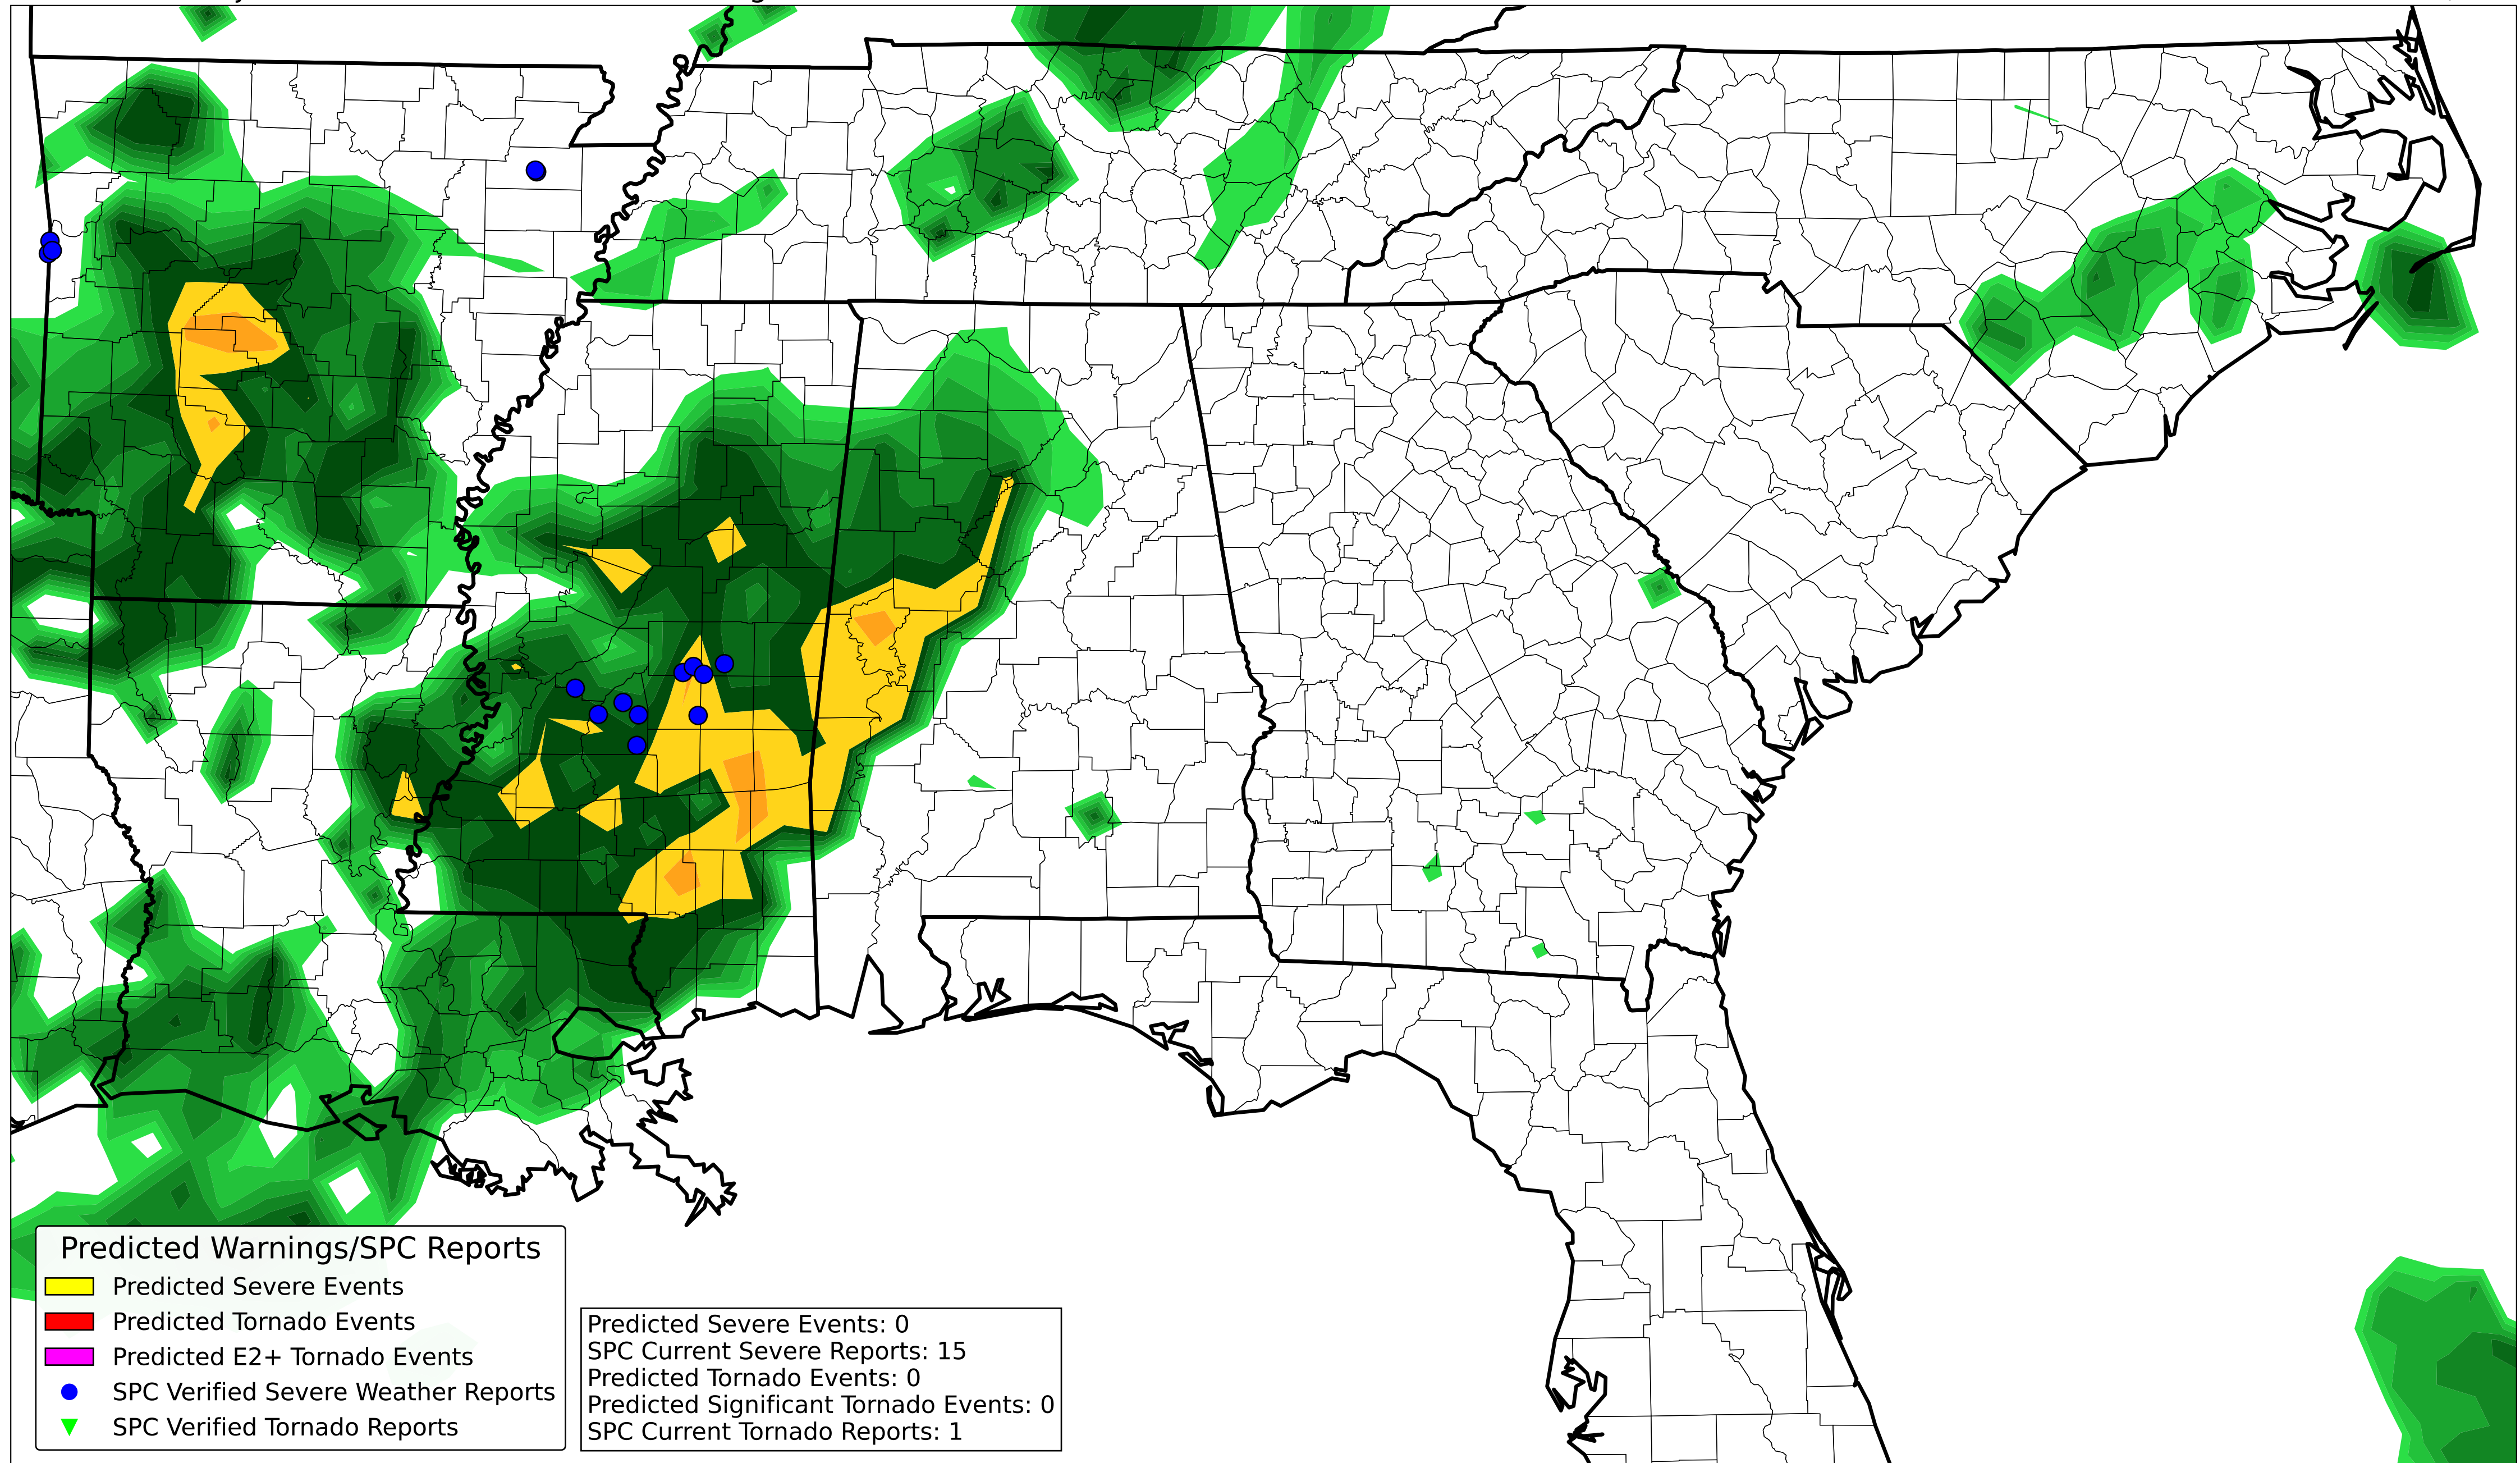 Predicted Warnings/SPC Reports
Predicted Severe Events
Predicted Tornado Events
Predicted E2+ Tornado Events
SPC Verified Severe Weather Reports
SPC Verified Tornado Reports
Predicted Severe Events: 0
SPC Current Severe Reports: 15
Predicted Tornado Events: 0
Predicted Significant Tornado Events: 0
SPC Current Tornado Reports: 1